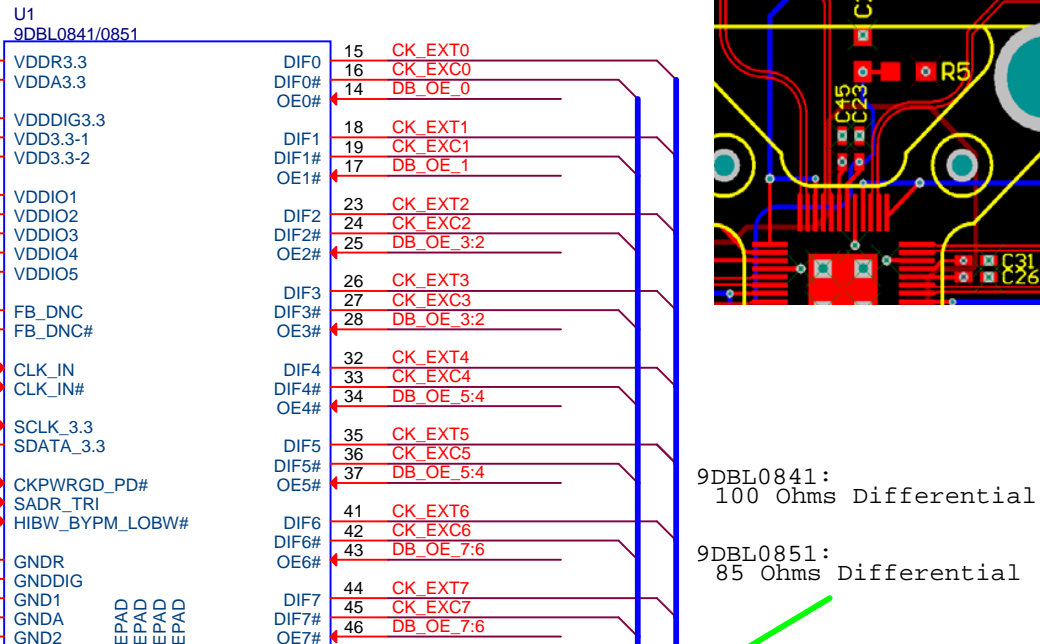 U1
9DBL0841/0851
VDDR3.3
VDDA3.3
VDDDIG3.3
VDD3.3-1
VDD3.3-2
VDDIO1
VDDIO2
VDDIO3
VDDIO4
VDDIO5
FB_DNC
FB_DNC#
CLK_IN
CLK_IN#
SCLK_3.3
SDATA_3.3
CKPWRGD_PD#
SADR_TRI
HIBW_BYPM_LOBW#
GNDR
GNDDIG
GND1
GNDA
GND2
EPAD
EPAD
EPAD
EPAD
DIF0 15 CK_EXT0
DIF0# 16 CK_EXC0
OE0# 14 DB_OE_0
DIF1 18 CK_EXT1
DIF1# 19 CK_EXC1
OE1# 17 DB_OE_1
DIF2 23 CK_EXT2
DIF2# 24 CK_EXC2
OE2# 25 DB_OE_3:2
DIF3 26 CK_EXT3
DIF3# 27 CK_EXC3
OE3# 28 DB_OE_3:2
DIF4 32 CK_EXT4
DIF4# 33 CK_EXC4
OE4# 34 DB_OE_5:4
DIF5 35 CK_EXT5
DIF5# 36 CK_EXC5
OE5# 37 DB_OE_5:4
DIF6 41 CK_EXT6
DIF6# 42 CK_EXC6
OE6# 43 DB_OE_7:6
DIF7 44 CK_EXT7
DIF7# 45 CK_EXC7
OE7# 46 DB_OE_7:6
R5
C45
C23
C31
C26
9DBL0841:
100 Ohms Differential
9DBL0851:
85 Ohms Differential